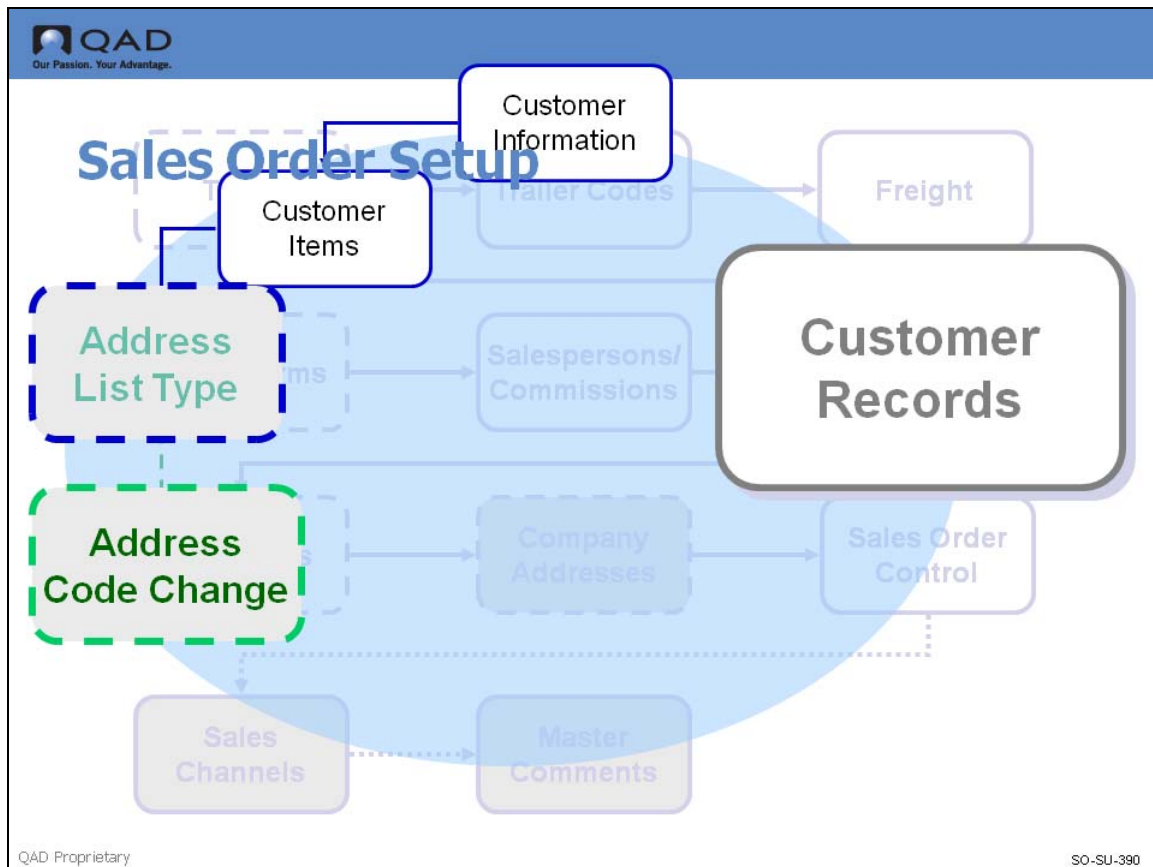 QAD
Our Passion. Your Advantage.
Customer
Information
Sales Order Setup
Trailer Codes
Freight
Customer
Items
Address
List Type
Salespersons/
Commissions
Customer
Records
Address
Code Change
Company
Addresses
Sales Order
Control
Sales
Channels
Master
Comments
QAD Proprietary
SO-SU-390